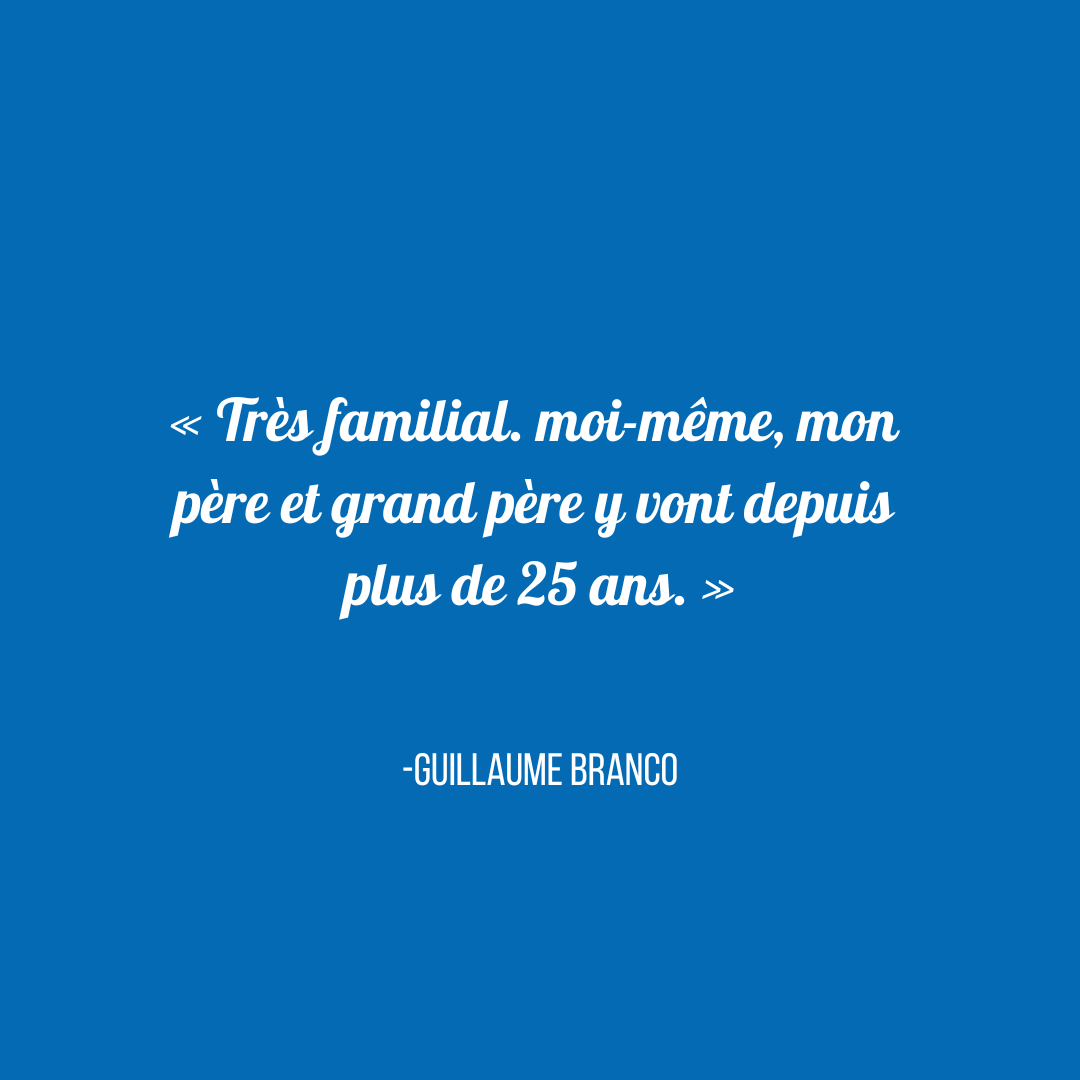 « Très familial. moi-même, mon
père et grand père y vont depuis
plus de 25 ans. »
-GUILLAUME BRANCO